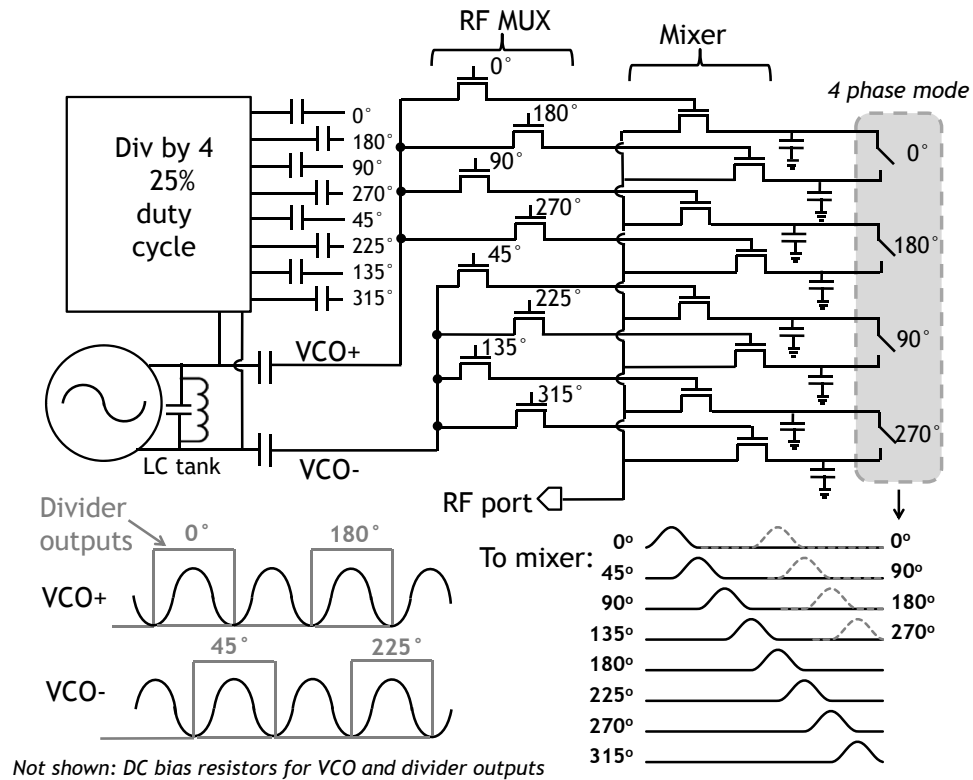 RF MUX
Mixer
4 phase mode
Div by 4
25%
duty
cycle
0°
180°
90°
270°
45°
225°
135°
315°
0°
180°
90°
270°
45°
225°
135°
315°
0°
180°
90°
270°
VCO+
VCO-
LC tank
RF port
Divider
outputs
0°
180°
VCO+
45°
225°
VCO-
To mixer:
0°
45°
90°
135°
180°
225°
270°
315°
0°
90°
180°
270°
Not shown: DC bias resistors for VCO and divider outputs